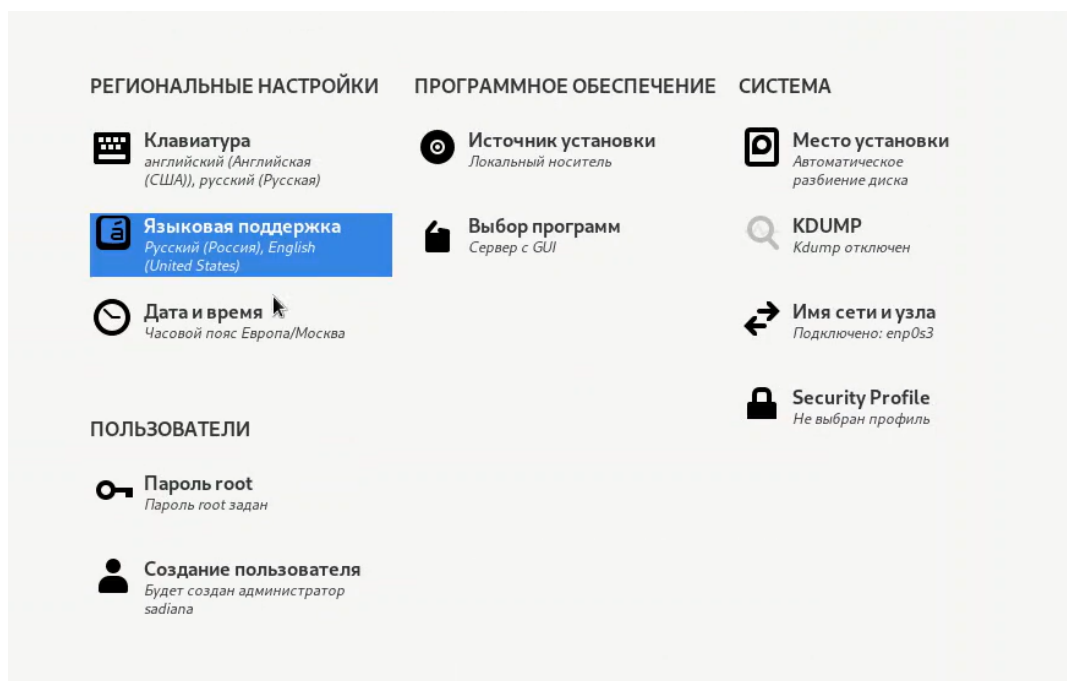 РЕГИОНАЛЬНЫЕ НАСТРОЙКИ
Клавиатура
английский (Английская
(США)), русский (Русская)
Языковая поддержка
Русский (Россия), English
(United States)
Дата и время
Часовой пояс Европа/Москва
ПОЛЬЗОВАТЕЛИ
Пароль root
Пароль root задан
Создание пользователя
Будет создан администратор
sadiana
ПРОГРАММНОЕ ОБЕСПЕЧЕНИЕ
Источник установки
Локальный носитель
Выбор программ
Сервер с GUI
СИСТЕМА
Место установки
Автоматическое
разбиение диска
KDUMP
Kdump отключен
Имя сети и узла
Подключено: enp0s3
Security Profile
Не выбран профиль